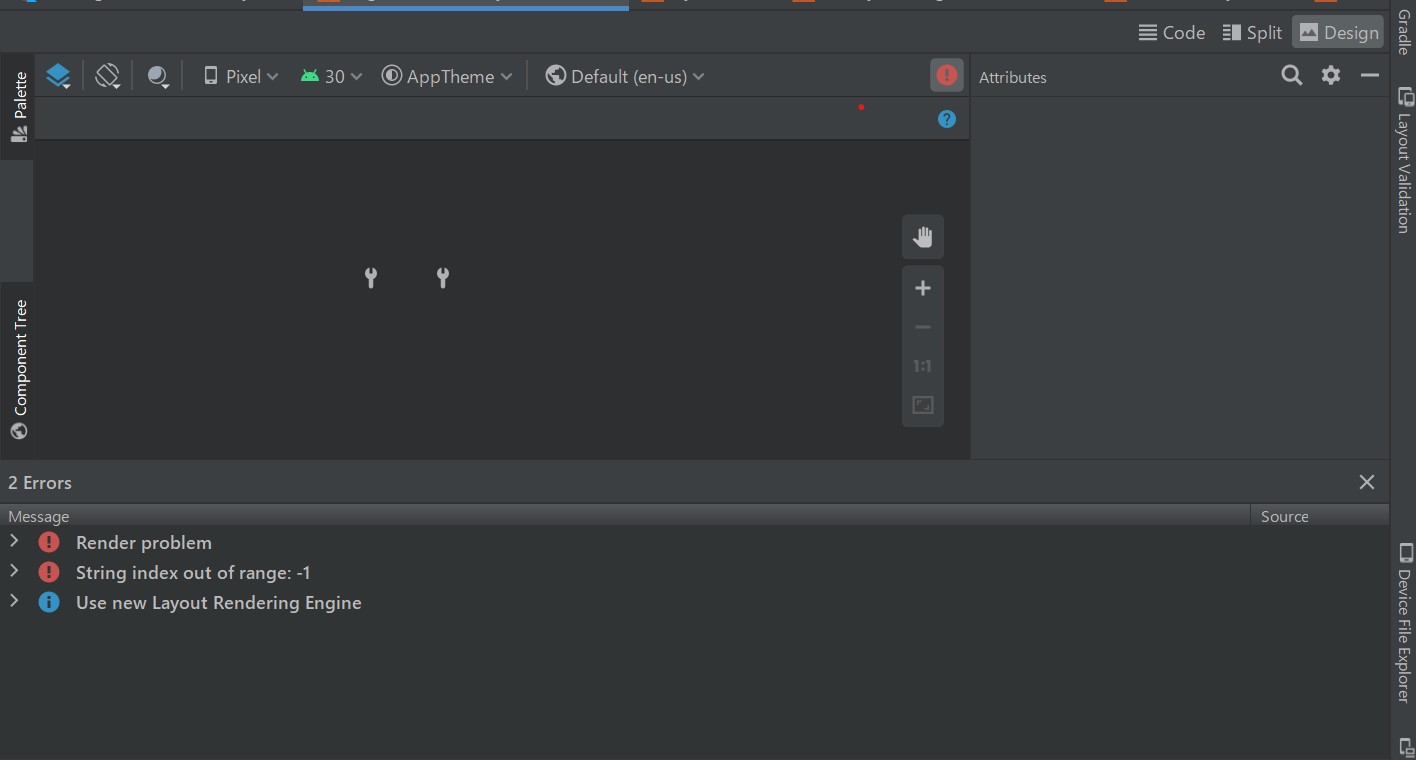 Code Split Design
Pixel 30 AppTheme Default (en-us)
Attributes
Palette
Component Tree
1:1
Gradle
Layout Validation
Device File Explorer
2 Errors
Message Source
Render problem
String index out of range: -1
Use new Layout Rendering Engine